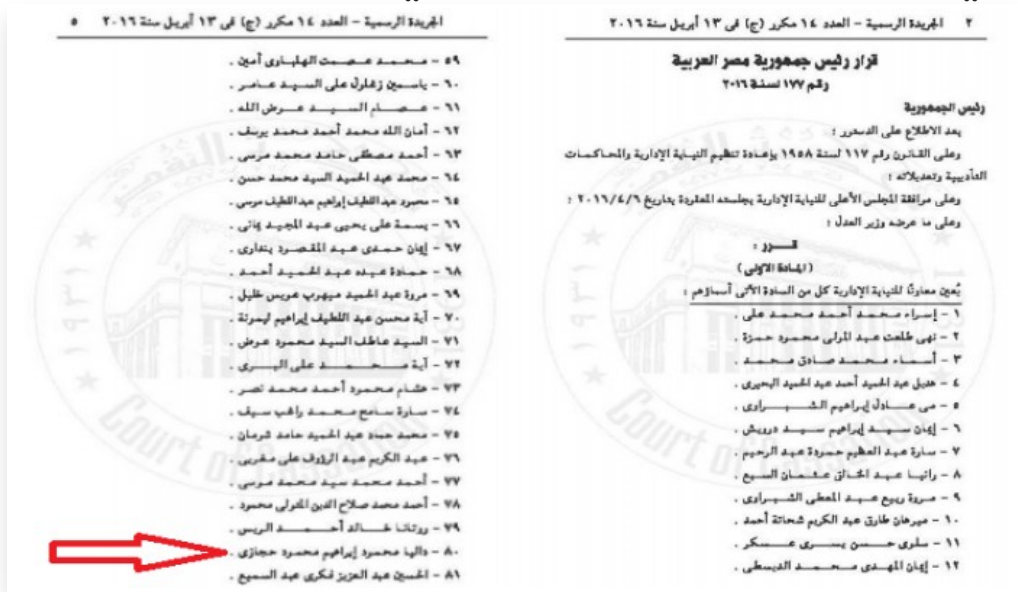 ٢ الجريدة الرسمية – العدد ١٤ مكرر (ج) فى ١٣ أبريل سنة ٢٠١٦
قرار رئيس جمهورية مصر العربية
رقم ١٧٧ لسنة ٢٠١٦
رئيس الجمهورية
بعد الاطلاع على الدستور ؛
وعلى القانون رقم ١١٧ لسنة ١٩٥٨ بإعادة تنظيم النيابة الإدارية والمحاكمات
التأديبية وتعديلاته ؛
وعلى موافقة المجلس الأعلى للنيابة الإدارية بجلسته المعقودة بتاريخ ٢٠١٦/٤/٦ ؛
وعلى ما عرضه وزير العدل ؛
قـــرر :
(المادة الأولى)
يُعين معاونًا للنيابة الإدارية كل من السادة الآتى أسماؤهم :
١ – إسراء محمد أحمد محمد على .
٢ – نهى طلعت عبد المولى محمود حمزة .
٣ – أسماء محمد صادق محمد .
٤ – هديل عبد الحميد أحمد عبد الحميد البحيرى .
٥ – مى عادل إبراهيم الشبراوى .
٦ – إيمان سيد إبراهيم سيد درويش .
٧ – سارة عبد العظيم حمودة عبد الرحيم .
٨ – رانيا عبد الخالق عثمان السبع .
٩ – مروة ربيع عبد المعطى الشبراوى .
١٠ – ميرهان طارق عبد الكريم شحاتة أحمد .
١١ – سلوى حسن يسرى عسكر .
١٢ – إيمان المهدى محمد الديسطى .
الجريدة الرسمية – العدد ١٤ مكرر (ج) فى ١٣ أبريل سنة ٢٠١٦ ٥
٥٩ – محمد عصمت الهلباوى أمين .
٦٠ – ياسمين زغلول على السيد عامر .
٦١ – عصام السيد عوض الله .
٦٢ – أمان الله محمد أحمد محمد يوسف .
٦٣ – أحمد مصطفى حامد محمد مرسى .
٦٤ – محمد عبد الحميد السيد محمد حسن .
٦٥ – محمود عبد اللطيف إبراهيم عبد اللطيف مرسى .
٦٦ – بسمة على يحيى عبد المجيد يمانى .
٦٧ – إيمان حمدى عبد المقصود بندارى .
٦٨ – حمادة عبده عبد الحميد أحمد .
٦٩ – مروة عبد الحميد ميهوب عويس خليل .
٧٠ – آية محسن عبد اللطيف إبراهيم ليمونة .
٧١ – السيد عاطف السيد محمود عوض .
٧٢ – آية محمد على البرى .
٧٣ – هشام محمود أحمد محمد نصر .
٧٤ – سارة سامح محمد راغب سيف .
٧٥ – محمد حماد عبد الحميد حامد شرمان .
٧٦ – عبد الكريم عبد الرؤوف على مغربى .
٧٧ – أحمد محمد سيد محمد مرسى .
٧٨ – أحمد محمد صلاح الدين المتولى محمود .
٧٩ – روتانا خالد أحمد الريس .
٨٠ – داليا محمود إبراهيم محمود حجازى .
٨١ – الحسين عبد العزيز فكرى عبد السميع .
Court of Cassation
1931
١٩٣١